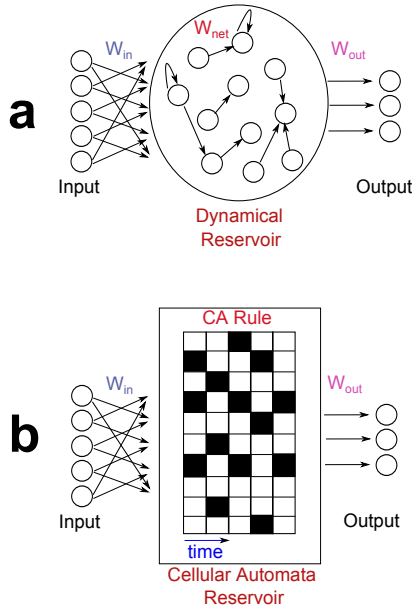 a
W_in
W_net
W_out
Input
Output
Dynamical
Reservoir
b
CA Rule
W_in
W_out
Input
Output
time
Cellular Automata
Reservoir